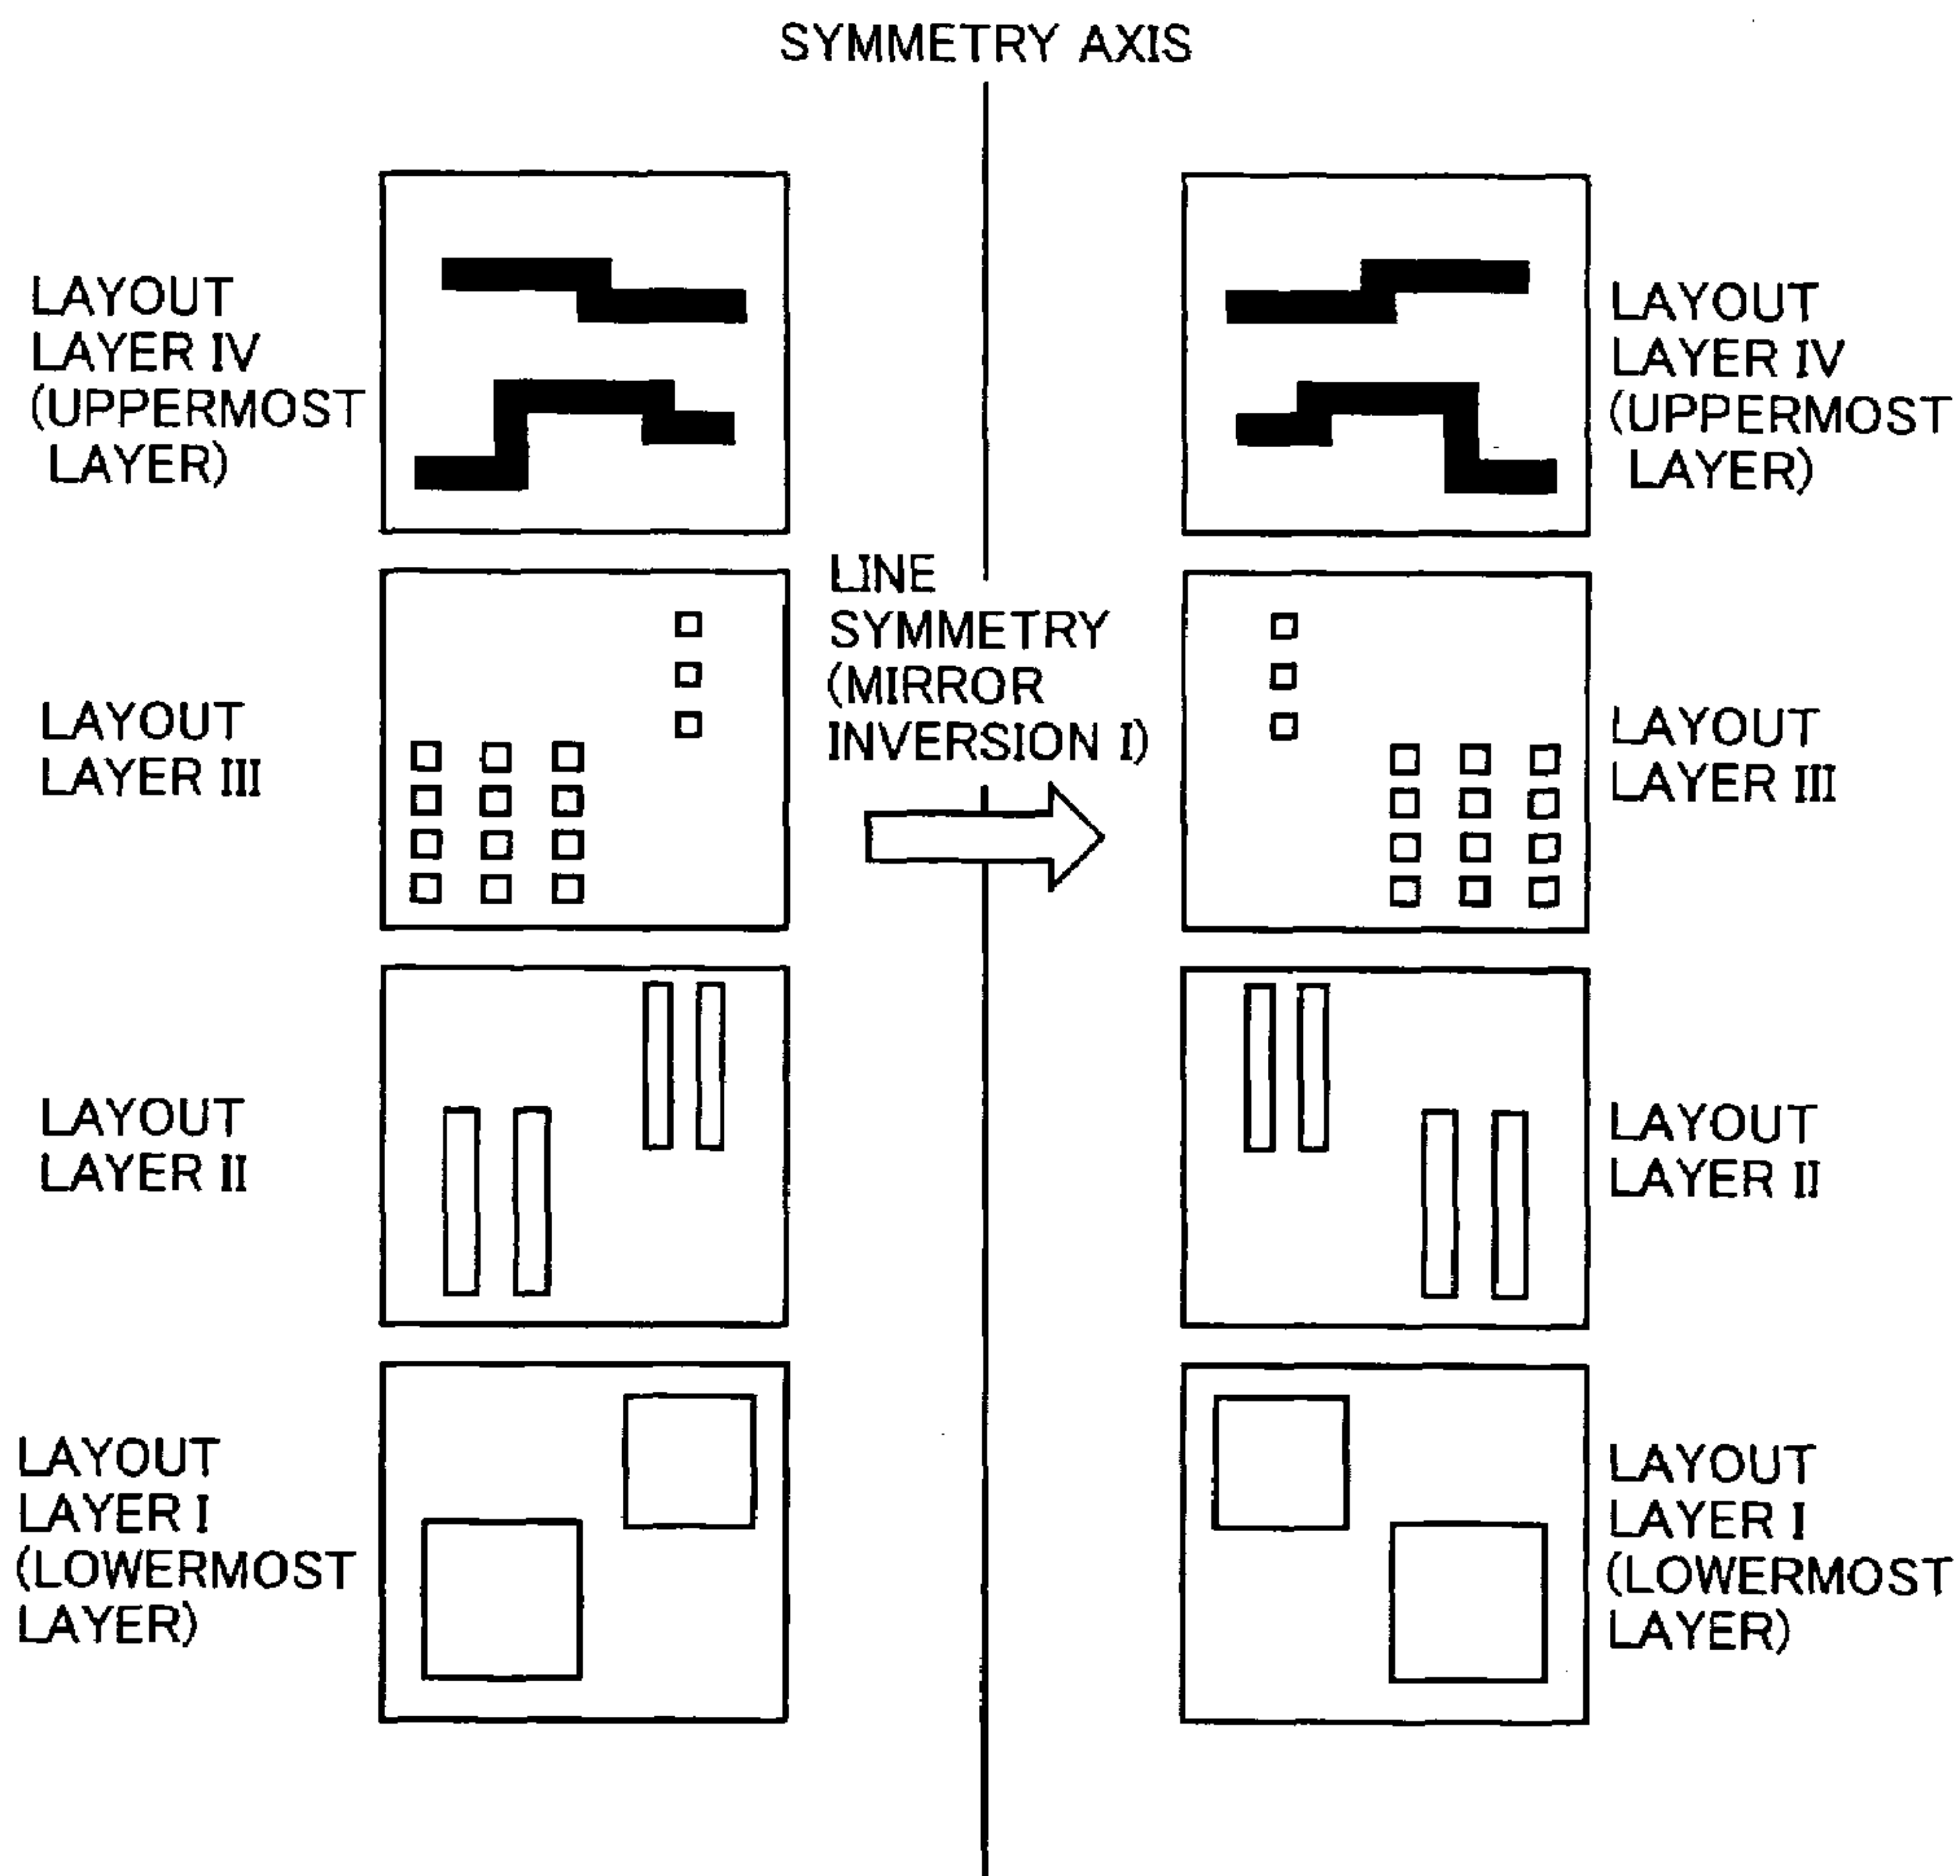 SYMMETRY AXIS
LAYOUT
LAYER IV
(UPPERMOST
LAYER)
LAYOUT
LAYER IV
(UPPERMOST
LAYER)
LINE
SYMMETRY
(MIRROR
INVERSION I)
LAYOUT
LAYER III
LAYOUT
LAYER III
LAYOUT
LAYER II
LAYOUT
LAYER II
LAYOUT
LAYER I
(LOWERMOST
LAYER)
LAYOUT
LAYER I
(LOWERMOST
LAYER)